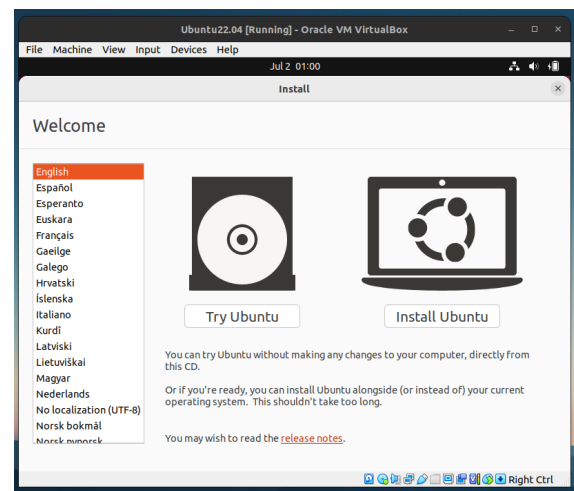 Ubuntu22.04 [Running] - Oracle VM VirtualBox
File Machine View Input Devices Help
Jul 2 01:00
Install
Welcome
English
Español
Esperanto
Euskara
Français
Gaeilge
Galego
Hrvatski
Íslenska
Italiano
Kurdî
Latviski
Lietuviškai
Magyar
Nederlands
No localization (UTF-8)
Norsk bokmål
Norsk nynorsk
Try Ubuntu
Install Ubuntu
You can try Ubuntu without making any changes to your computer, directly from
this CD.
Or if you're ready, you can install Ubuntu alongside (or instead of) your current
operating system. This shouldn't take too long.
You may wish to read the release notes.
Right Ctrl